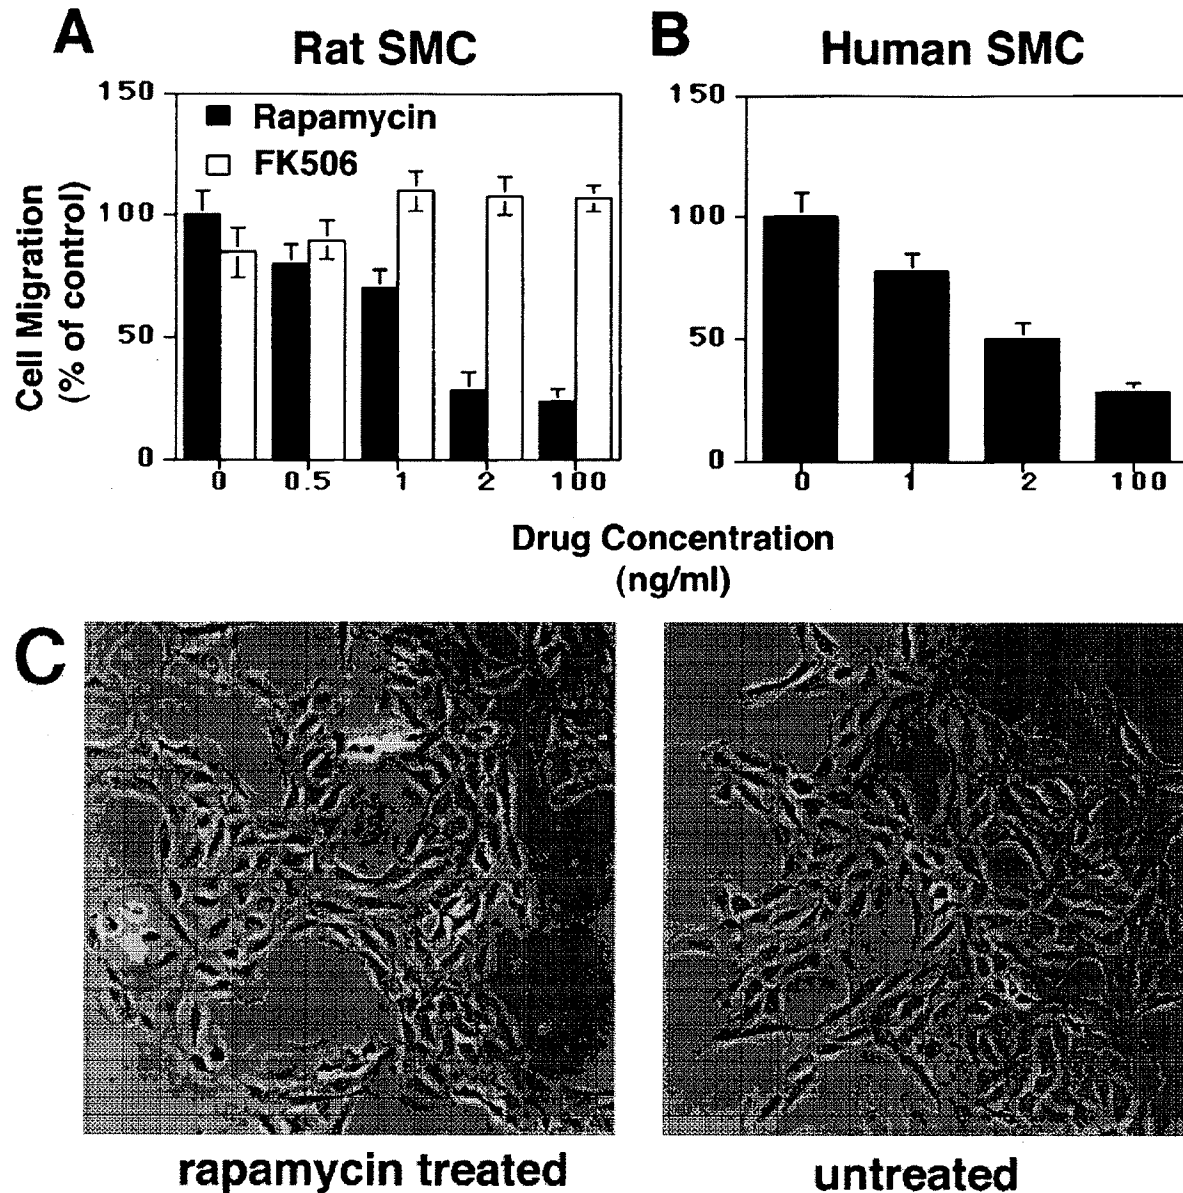 A
Rat SMC
150
100
50
0
Cell Migration
(% of control)
Rapamycin
FK506
0 0.5 1 2 100
B
Human SMC
150
100
50
0
0 1 2 100
Drug Concentration
(ng/ml)
C
rapamycin treated
untreated